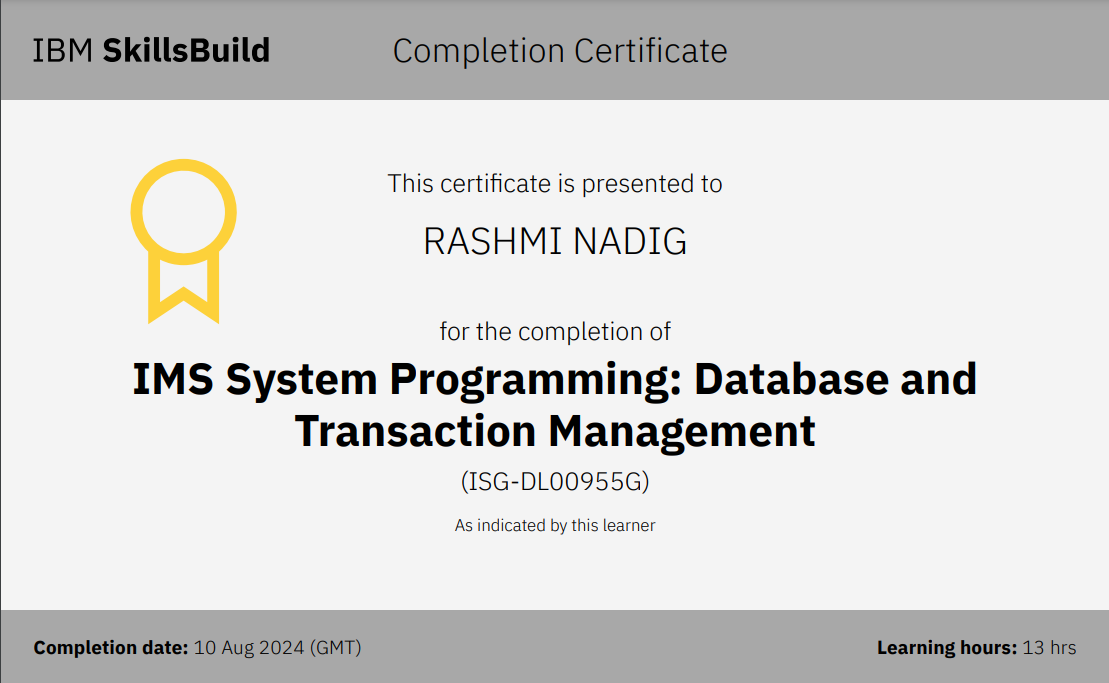 IBM SkillsBuild
Completion Certificate
This certificate is presented to
RASHMI NADIG
for the completion of
IMS System Programming: Database and
Transaction Management
(ISG-DL00955G)
As indicated by this learner
Completion date: 10 Aug 2024 (GMT)
Learning hours: 13 hrs